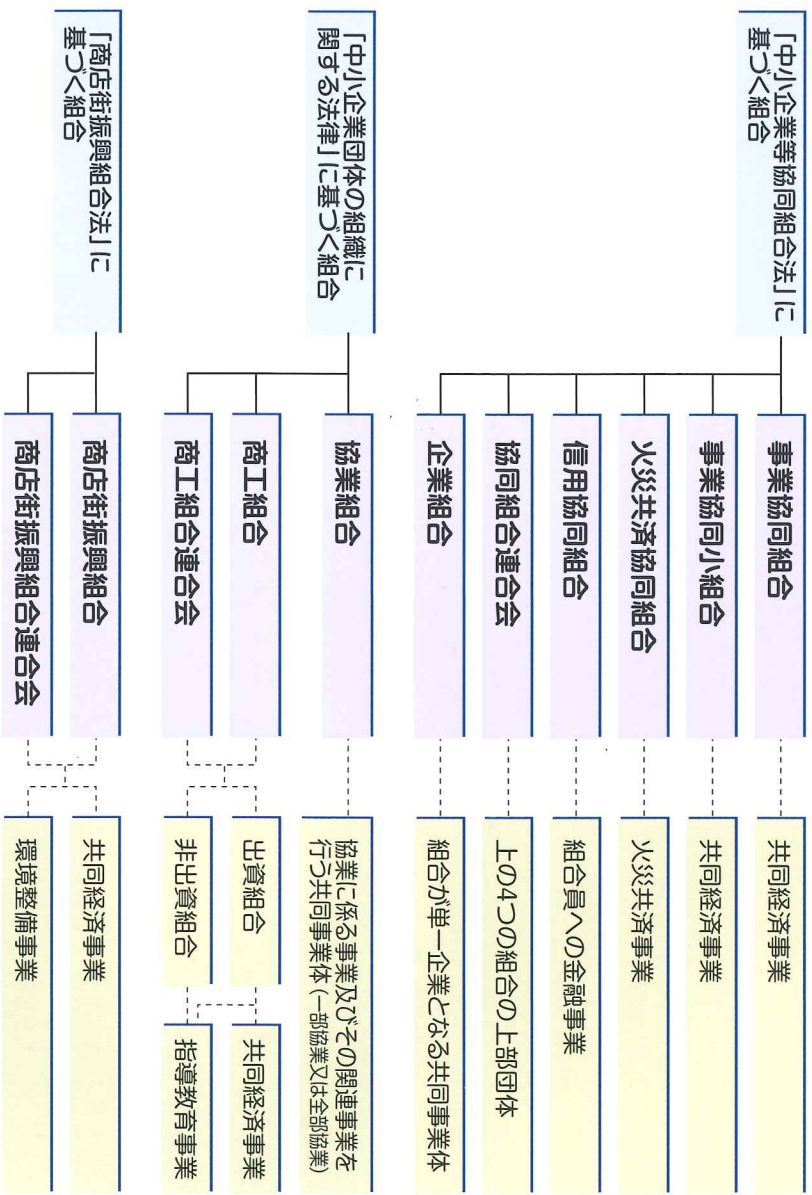 「中小企業等協同組合法」に
基づく組合
事業協同組合
共同経済事業
事業協同小組合
共同経済事業
火災共済協同組合
火災共済事業
信用協同組合
組合員への金融事業
協同組合連合会
上の4つの組合の上部団体
企業組合
組合が単一企業となる共同事業体
「中小企業団体の組織に
関する法律」に基づく組合
協業組合
協業に係る事業及びその関連事業を
行う共同事業体(一部協業又は全部協業)
商工組合
出資組合
共同経済事業
商工組合連合会
非出資組合
指導教育事業
「商店街振興組合法」に
基づく組合
商店街振興組合
共同経済事業
商店街振興組合連合会
環境整備事業